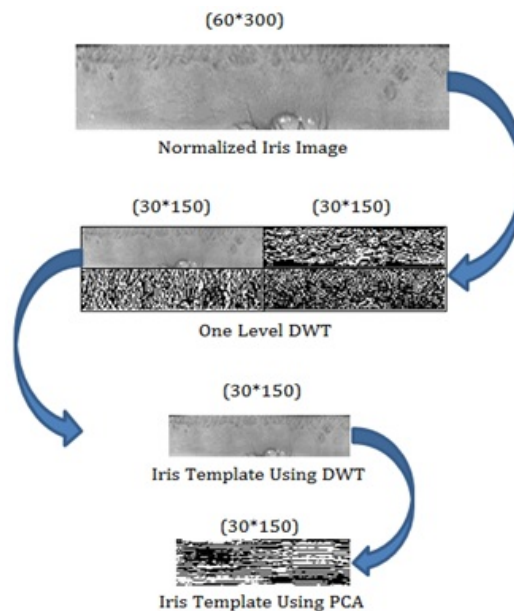 (60*300)
Normalized Iris Image
(30*150) (30*150)
One Level DWT
(30*150)
Iris Template Using DWT
(30*150)
Iris Template Using PCA